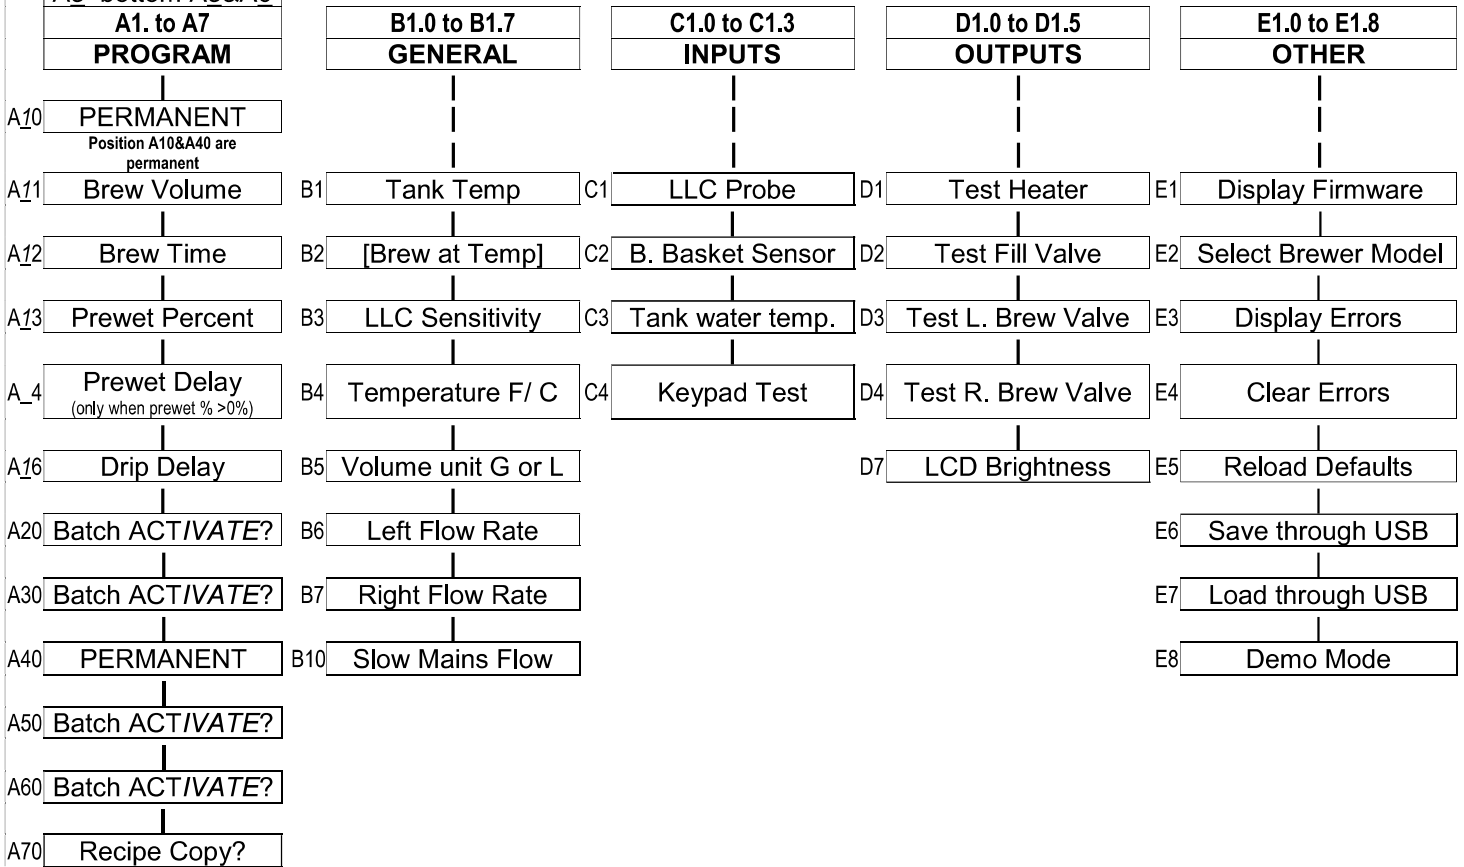 A1. to A7
PROGRAM
A10 PERMANENT
Position A10&A40 are
permanent
A11 Brew Volume
A12 Brew Time
A13 Prewet Percent
A_4 Prewet Delay
(only when prewet % >0%)
A16 Drip Delay
A20 Batch ACTIVATE?
A30 Batch ACTIVATE?
A40 PERMANENT
A50 Batch ACTIVATE?
A60 Batch ACTIVATE?
A70 Recipe Copy?
B1.0 to B1.7
GENERAL
B1 Tank Temp
B2 [Brew at Temp]
B3 LLC Sensitivity
B4 Temperature F/ C
B5 Volume unit G or L
B6 Left Flow Rate
B7 Right Flow Rate
B10 Slow Mains Flow
C1.0 to C1.3
INPUTS
C1 LLC Probe
C2 B. Basket Sensor
C3 Tank water temp.
C4 Keypad Test
D1.0 to D1.5
OUTPUTS
D1 Test Heater
D2 Test Fill Valve
D3 Test L. Brew Valve
D4 Test R. Brew Valve
D7 LCD Brightness
E1.0 to E1.8
OTHER
E1 Display Firmware
E2 Select Brewer Model
E3 Display Errors
E4 Clear Errors
E5 Reload Defaults
E6 Save through USB
E7 Load through USB
E8 Demo Mode